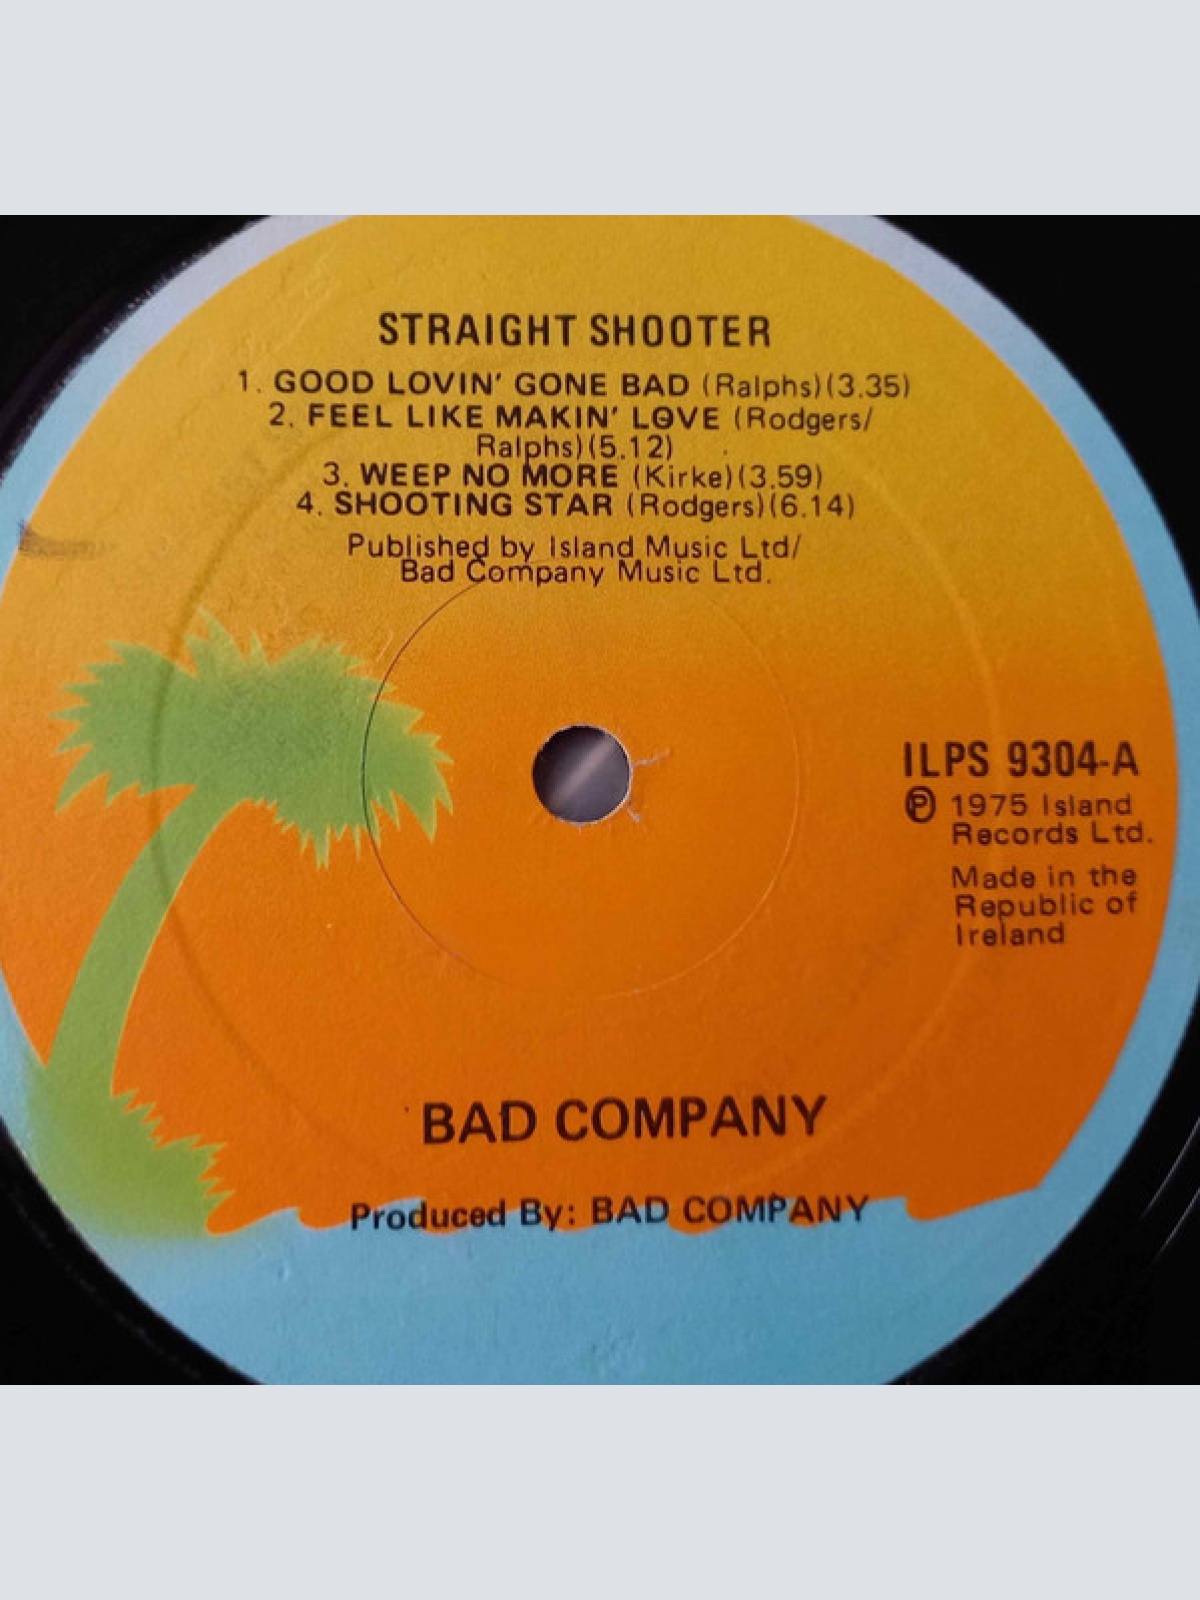 STRAIGHT SHOOTER
1. GOOD LOVIN' GONE BAD (Ralphs)(3.35)
2. FEEL LIKE MAKIN' LOVE (Rodgers/
Ralphs)(5.12)
3. WEEP NO MORE (Kirke)(3.59)
4. SHOOTING STAR (Rodgers)(6.14)
Published by Island Music Ltd/
Bad Company Music Ltd.
ILPS 9304-A
Ⓟ 1975 Island
Records Ltd.
Made in the
Republic of
Ireland
BAD COMPANY
Produced By: BAD COMPANY